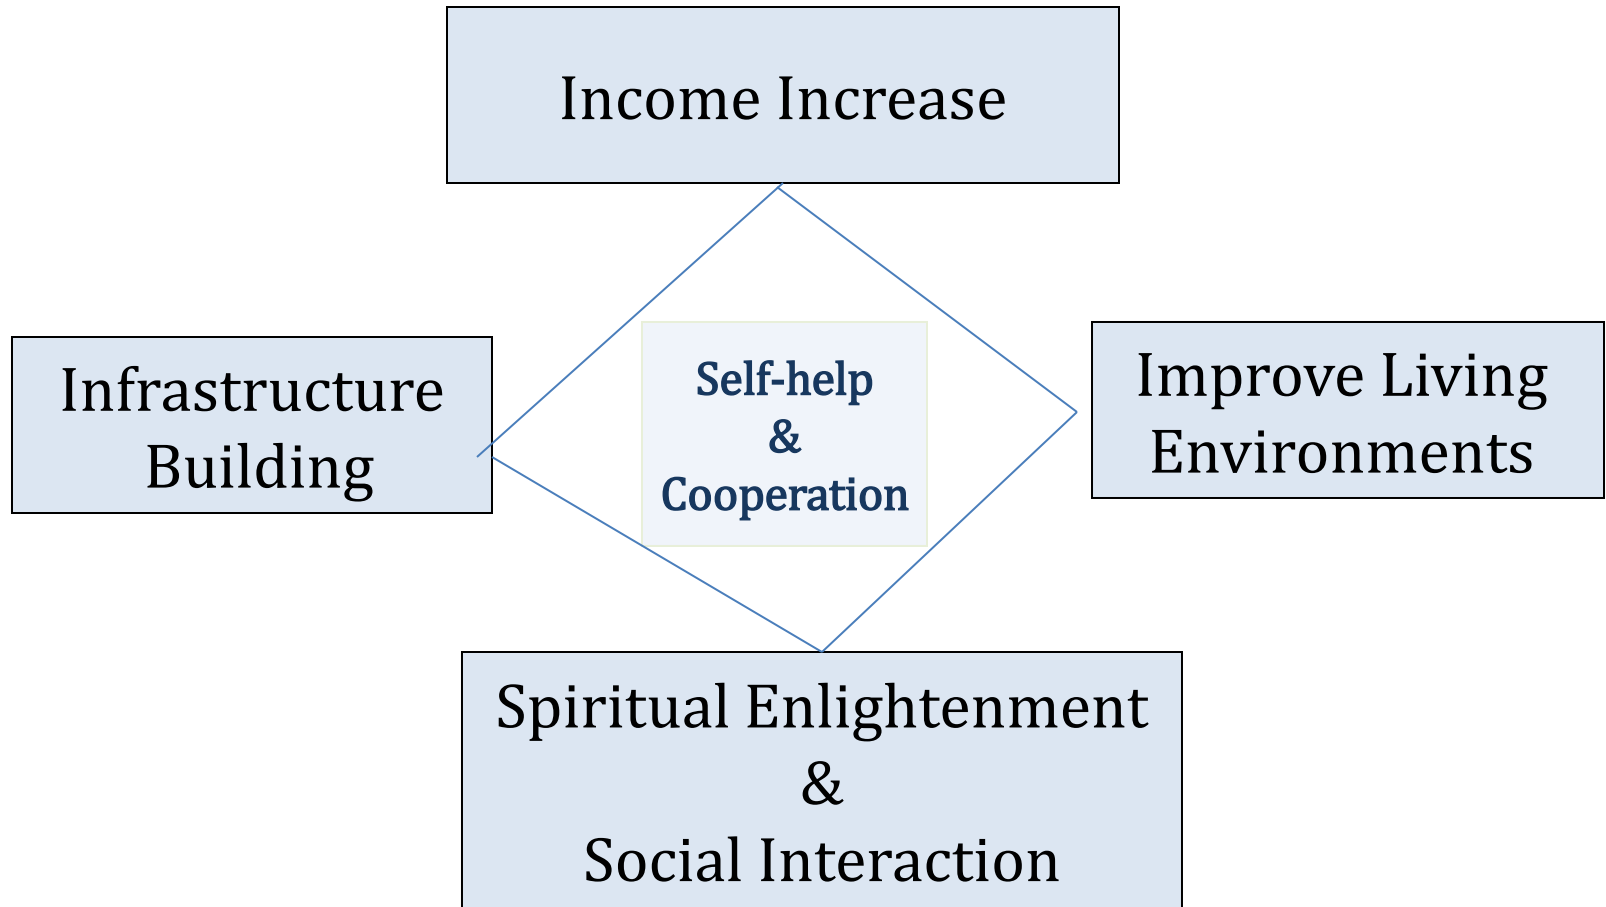 Income Increase
Infrastructure
Building
Self-help
&
Cooperation
Improve Living
Environments
Spiritual Enlightenment
&
Social Interaction